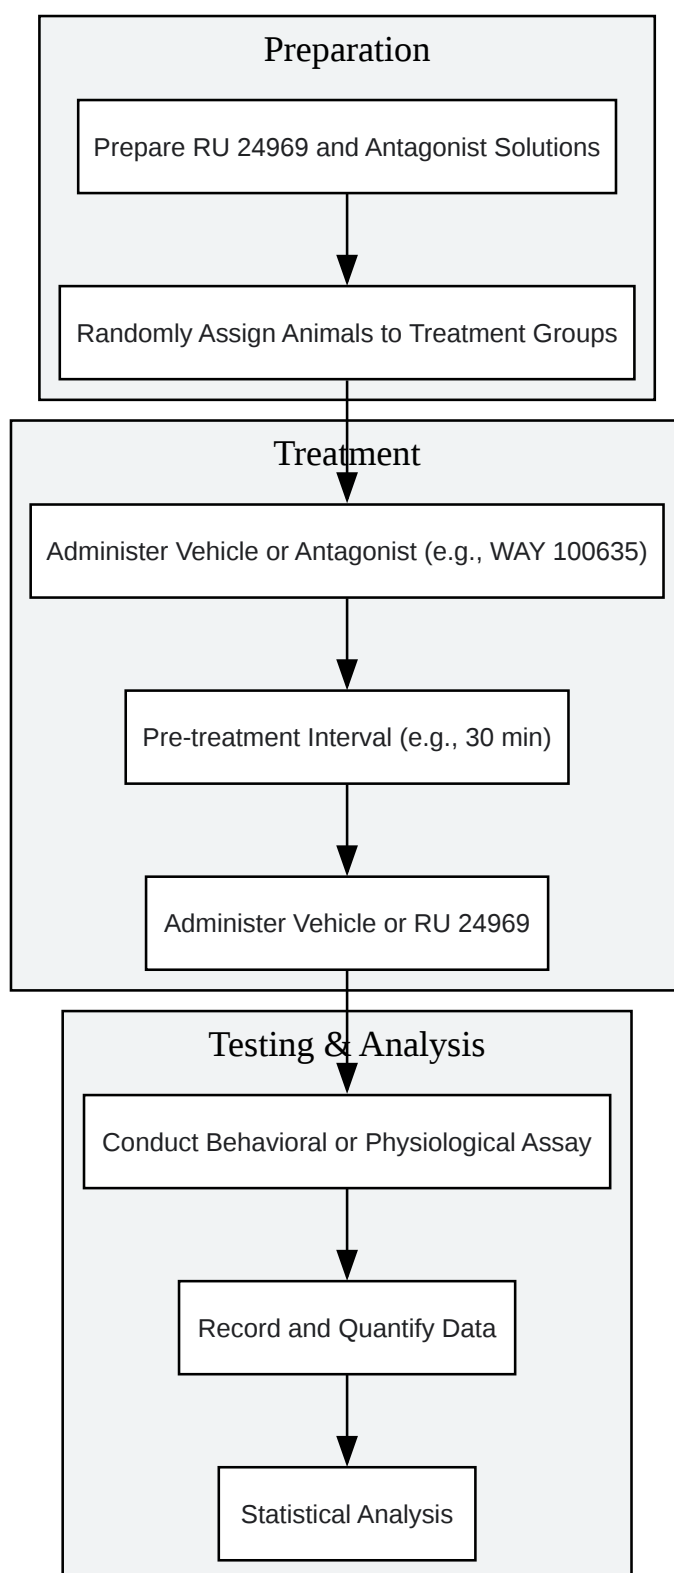 Preparation
Prepare RU 24969 and Antagonist Solutions
Randomly Assign Animals to Treatment Groups
Treatment
Administer Vehicle or Antagonist (e.g., WAY 100635)
Pre-treatment Interval (e.g., 30 min)
Administer Vehicle or RU 24969
Testing & Analysis
Conduct Behavioral or Physiological Assay
Record and Quantify Data
Statistical Analysis